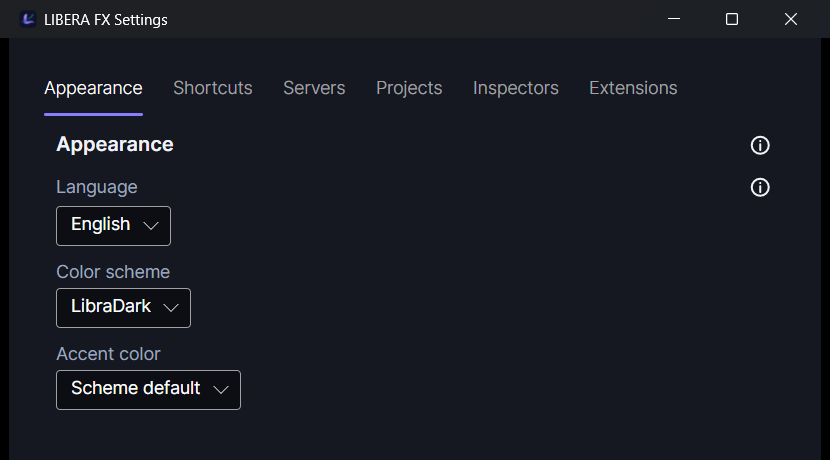 LIBERA FX Settings
Appearance Shortcuts Servers Projects Inspectors Extensions
Appearance
Language
English
Color scheme
LibraDark
Accent color
Scheme default